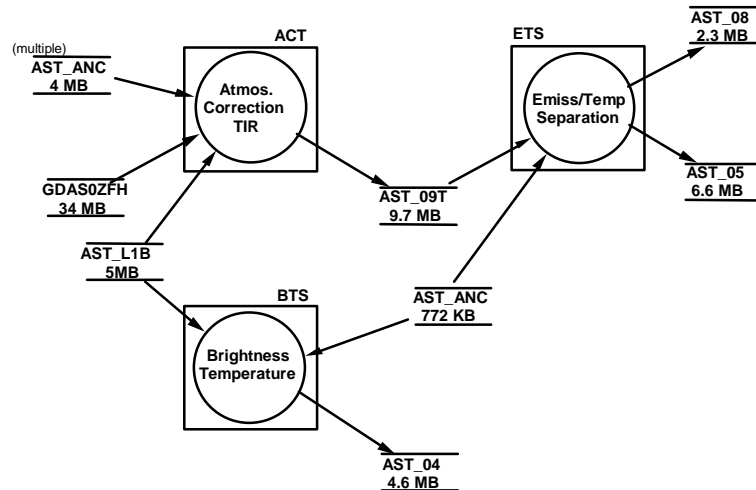 ACT
ETS
AST_08
2.3 MB
(multiple)
AST_ANC
4 MB
Atmos.
Correction
TIR
Emiss/Temp
Separation
GDAS0ZFH
34 MB
AST_09T
9.7 MB
AST_05
6.6 MB
AST_L1B
5MB
BTS
AST_ANC
772 KB
Brightness
Temperature
AST_04
4.6 MB